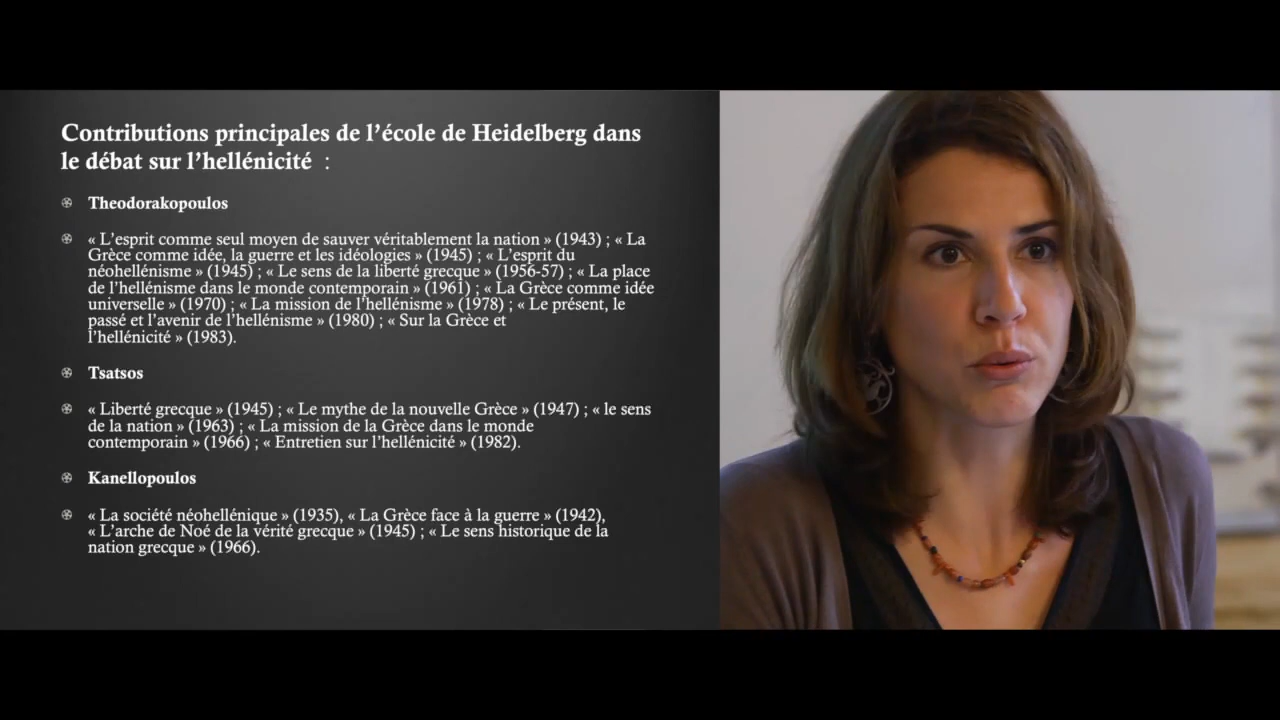 Contributions principales de l’école de Heidelberg dans
le débat sur l’hellénicité :
Theodorakopoulos
« L’esprit comme seul moyen de sauver véritablement la nation » (1943) ; « La
Grèce comme idée, la guerre et les idéologies » (1945) ; « L’esprit du
néohellénisme » (1945) ; « Le sens de la liberté grecque » (1956-57) ; « La place
de l’hellénisme dans le monde contemporain » (1961) ; « La Grèce comme idée
universelle » (1970) ; « La mission de l’hellénisme » (1978) ; « Le présent, le
passé et l’avenir de l’hellénisme » (1980) ; « Sur la Grèce et
l’hellénicité » (1983).
Tsatsos
« Liberté grecque » (1945) ; « Le mythe de la nouvelle Grèce » (1947) ; « le sens
de la nation » (1963) ; « La mission de la Grèce dans le monde
contemporain » (1966) ; « Entretien sur l’hellénicité » (1982).
Kanellopoulos
« La société néohellénique » (1935), « La Grèce face à la guerre » (1942),
« L’arche de Noé de la vérité grecque » (1945) ; « Le sens historique de la
nation grecque » (1966).